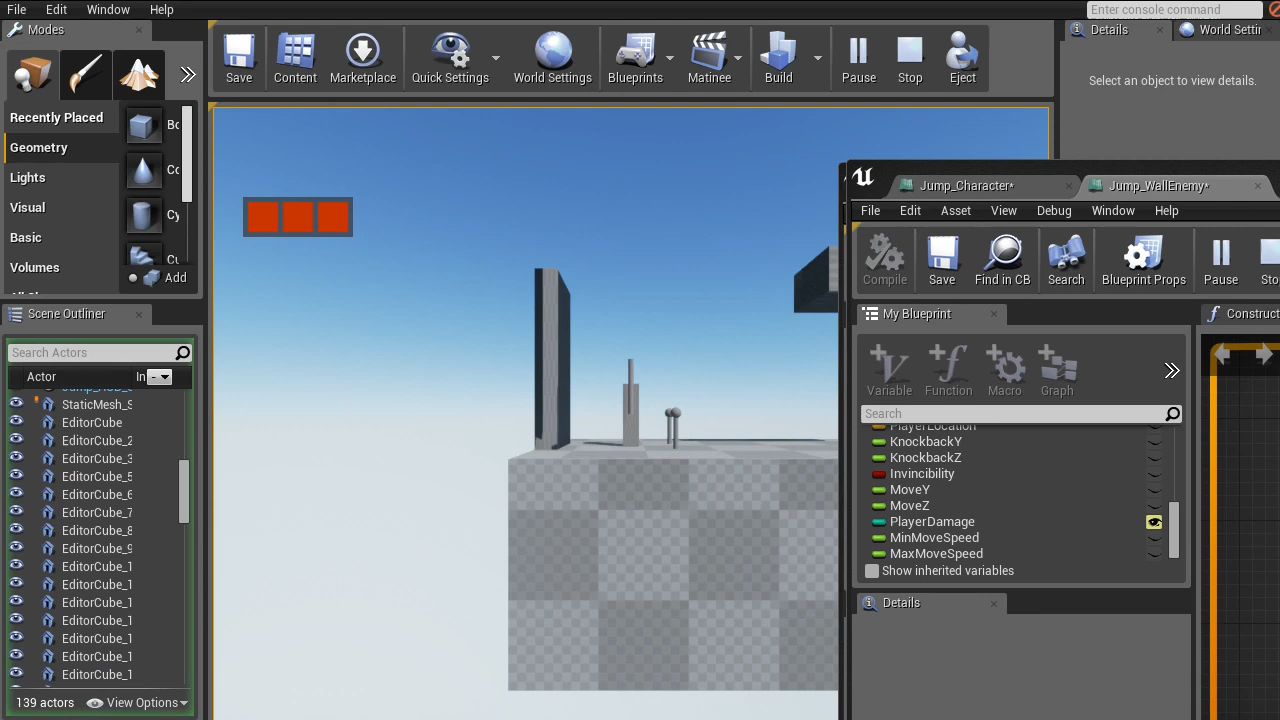 File Edit Window Help
Enter console command
Modes
Details
World Settin
Save Content Marketplace Quick Settings World Settings Blueprints Matinee Build Pause Stop Eject
Select an object to view details.
Recently Placed
Geometry
Lights
Visual
Basic
Volumes
Add
Scene Outliner
Search Actors
Actor
StaticMesh_S
EditorCube
EditorCube_2
EditorCube_3
EditorCube_5
EditorCube_6
EditorCube_7
EditorCube_8
EditorCube_9
EditorCube_1
EditorCube_1
EditorCube_1
EditorCube_1
EditorCube_1
EditorCube_1
EditorCube_1
139 actors
View Options
Jump_Character*
Jump_WallEnemy*
File Edit Asset View Debug Window Help
Compile Save Find in CB Search Blueprint Props Pause Sto
My Blueprint
Construct
Variable Function Macro Graph
Search
PlayerLocation
KnockbackY
KnockbackZ
Invincibility
MoveY
MoveZ
PlayerDamage
MinMoveSpeed
MaxMoveSpeed
Show inherited variables
Details